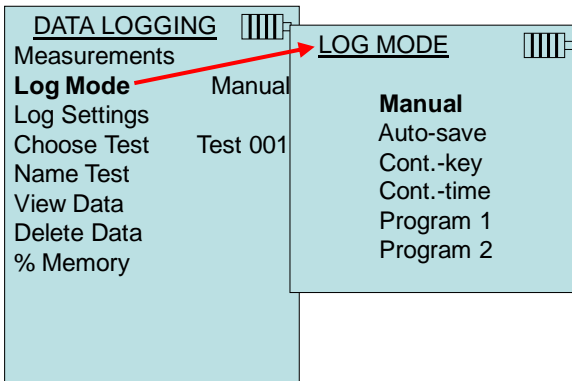 DATA LOGGING
Measurements
Log Mode Manual
Log Settings
Choose Test Test 001
Name Test
View Data
Delete Data
% Memory
LOG MODE
Manual
Auto-save
Cont.-key
Cont.-time
Program 1
Program 2